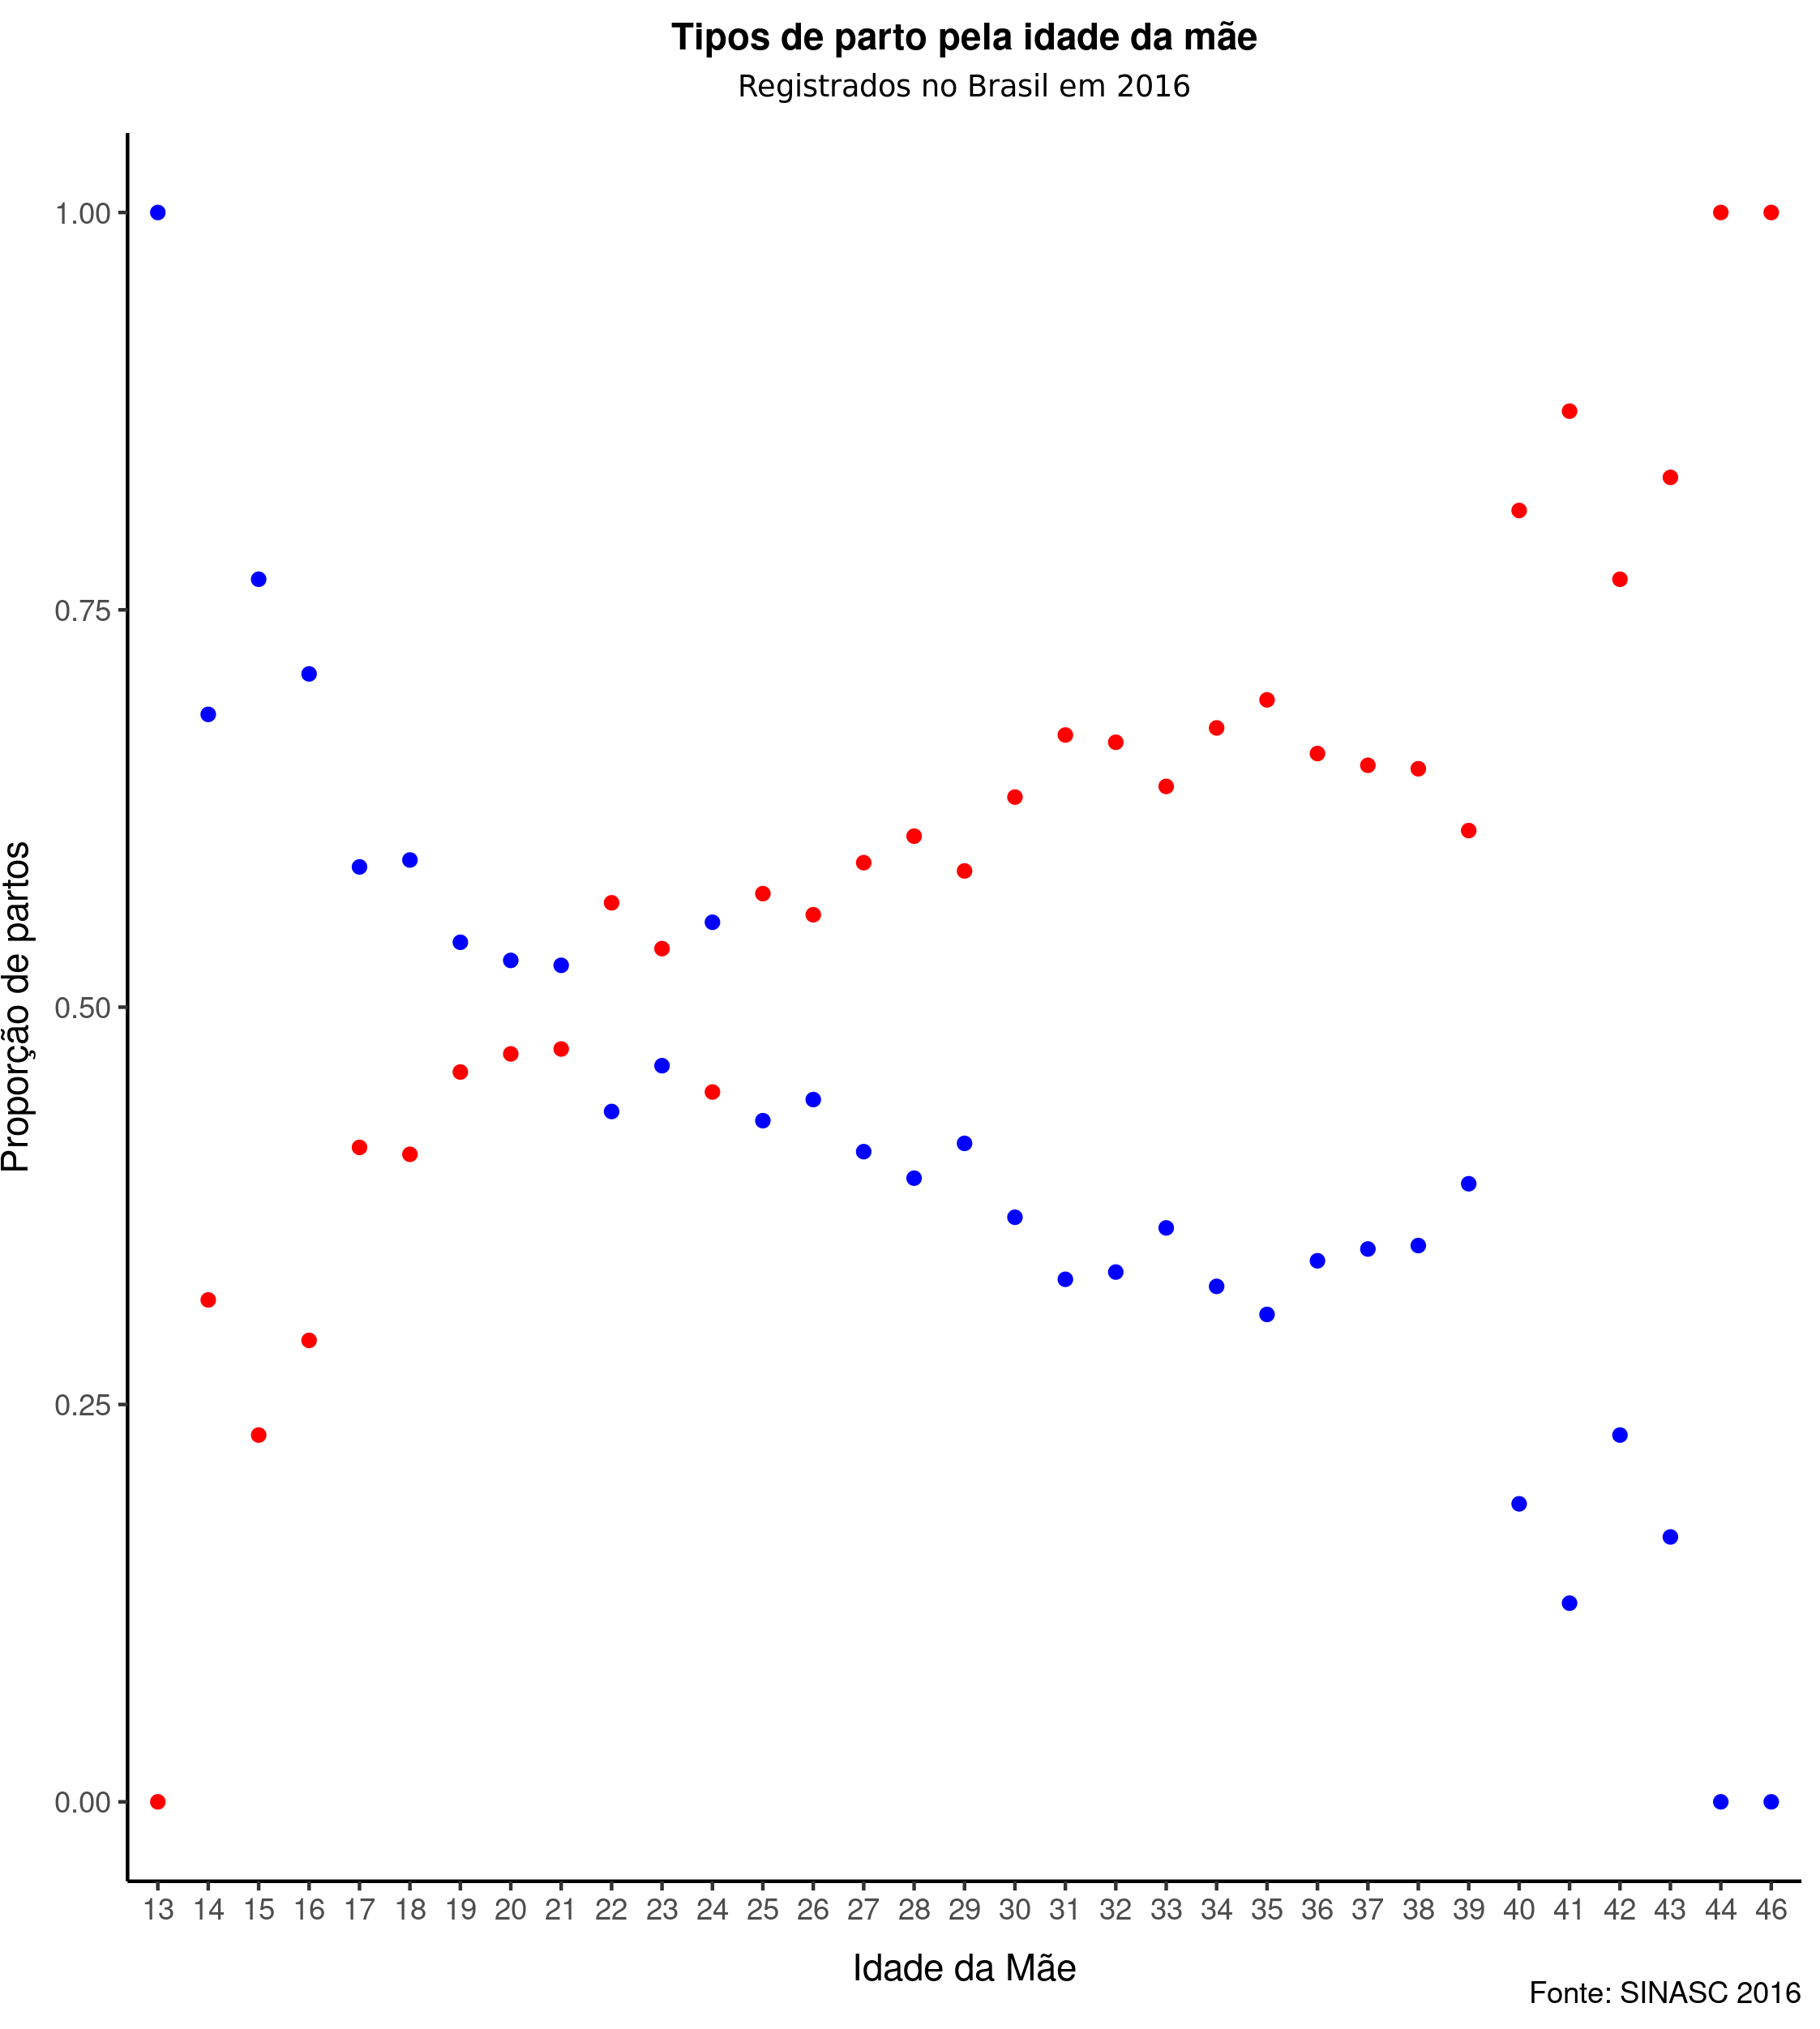 Tipos de parto pela idade da mãe
Registrados no Brasil em 2016
Proporção de partos
1.00
0.75
0.50
0.25
0.00
13 14 15 16 17 18 19 20 21 22 23 24 25 26 27 28 29 30 31 32 33 34 35 36 37 38 39 40 41 42 43 44 46
Idade da Mãe
Fonte: SINASC 2016